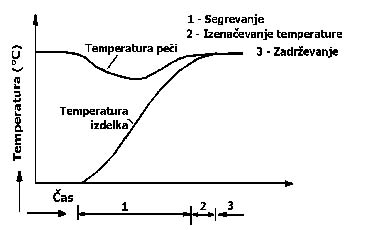 1 - Segrevanje
2 - Izenačevanje temperature
3 - Zadrževanje
Temperatura peči
Temperatura
izdelka
Temperatura (°C)
Čas
1
2
3